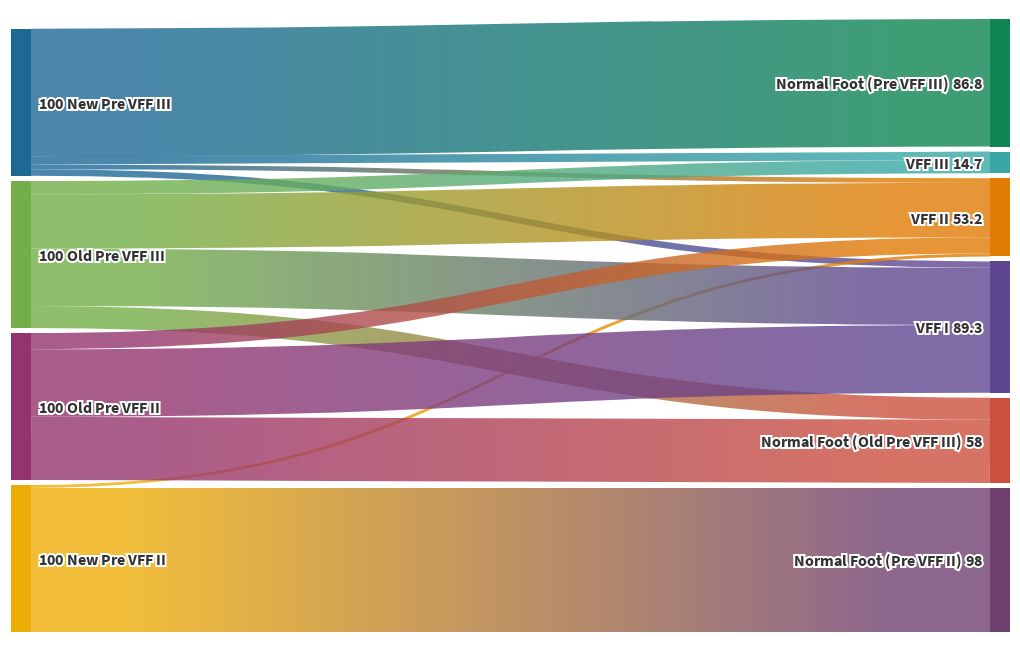 100 New Pre VFF III
100 Old Pre VFF III
100 Old Pre VFF II
100 New Pre VFF II
Normal Foot (Pre VFF III) 86.8
VFF III 14.7
VFF II 53.2
VFF I 89.3
Normal Foot (Old Pre VFF III) 58
Normal Foot (Pre VFF II) 98